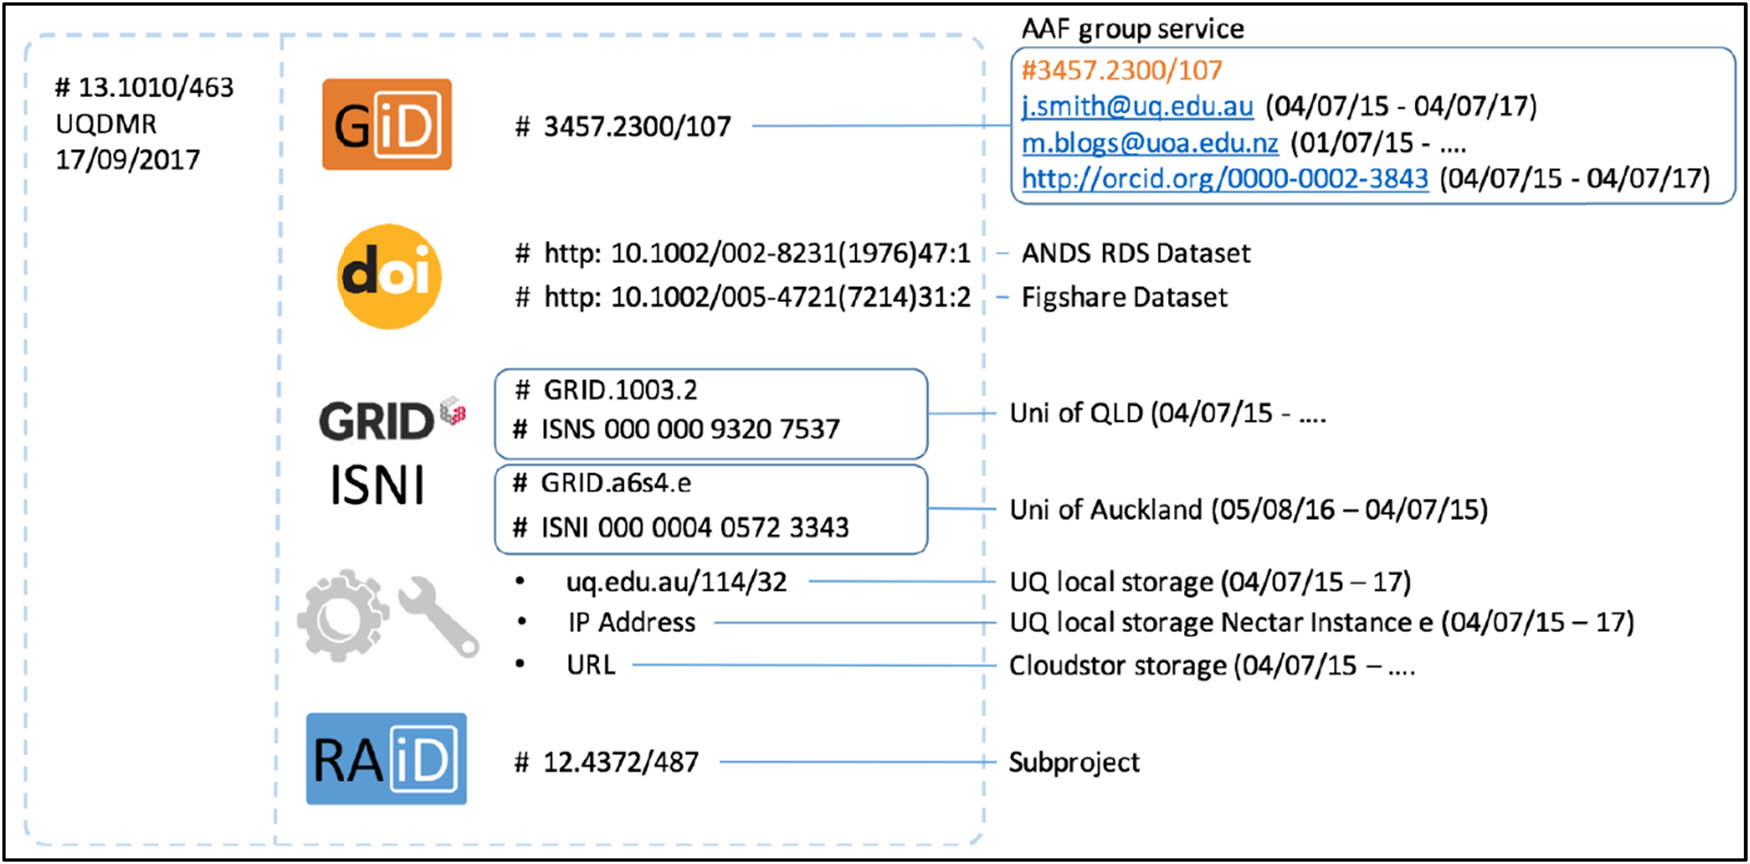 AAF group service
# 13.1010/463
UQDMR
17/09/2017
GiD
# 3457.2300/107
#3457.2300/107
j.smith@uq.edu.au (04/07/15 - 04/07/17)
m.blogs@uoa.edu.nz (01/07/15 - ....
http://orcid.org/0000-0002-3843 (04/07/15 - 04/07/17)
doi
# http: 10.1002/002-8231(1976)47:1 – ANDS RDS Dataset
# http: 10.1002/005-4721(7214)31:2 – Figshare Dataset
GRID
ISNI
# GRID.1003.2
# ISNS 000 000 9320 7537
Uni of QLD (04/07/15 - ....
# GRID.a6s4.e
# ISNI 000 0004 0572 3343
Uni of Auckland (05/08/16 – 04/07/15)
• uq.edu.au/114/32 UQ local storage (04/07/15 – 17)
• IP Address UQ local storage Nectar Instance e (04/07/15 – 17)
• URL Cloudstor storage (04/07/15 – ....
RAiD
# 12.4372/487 Subproject